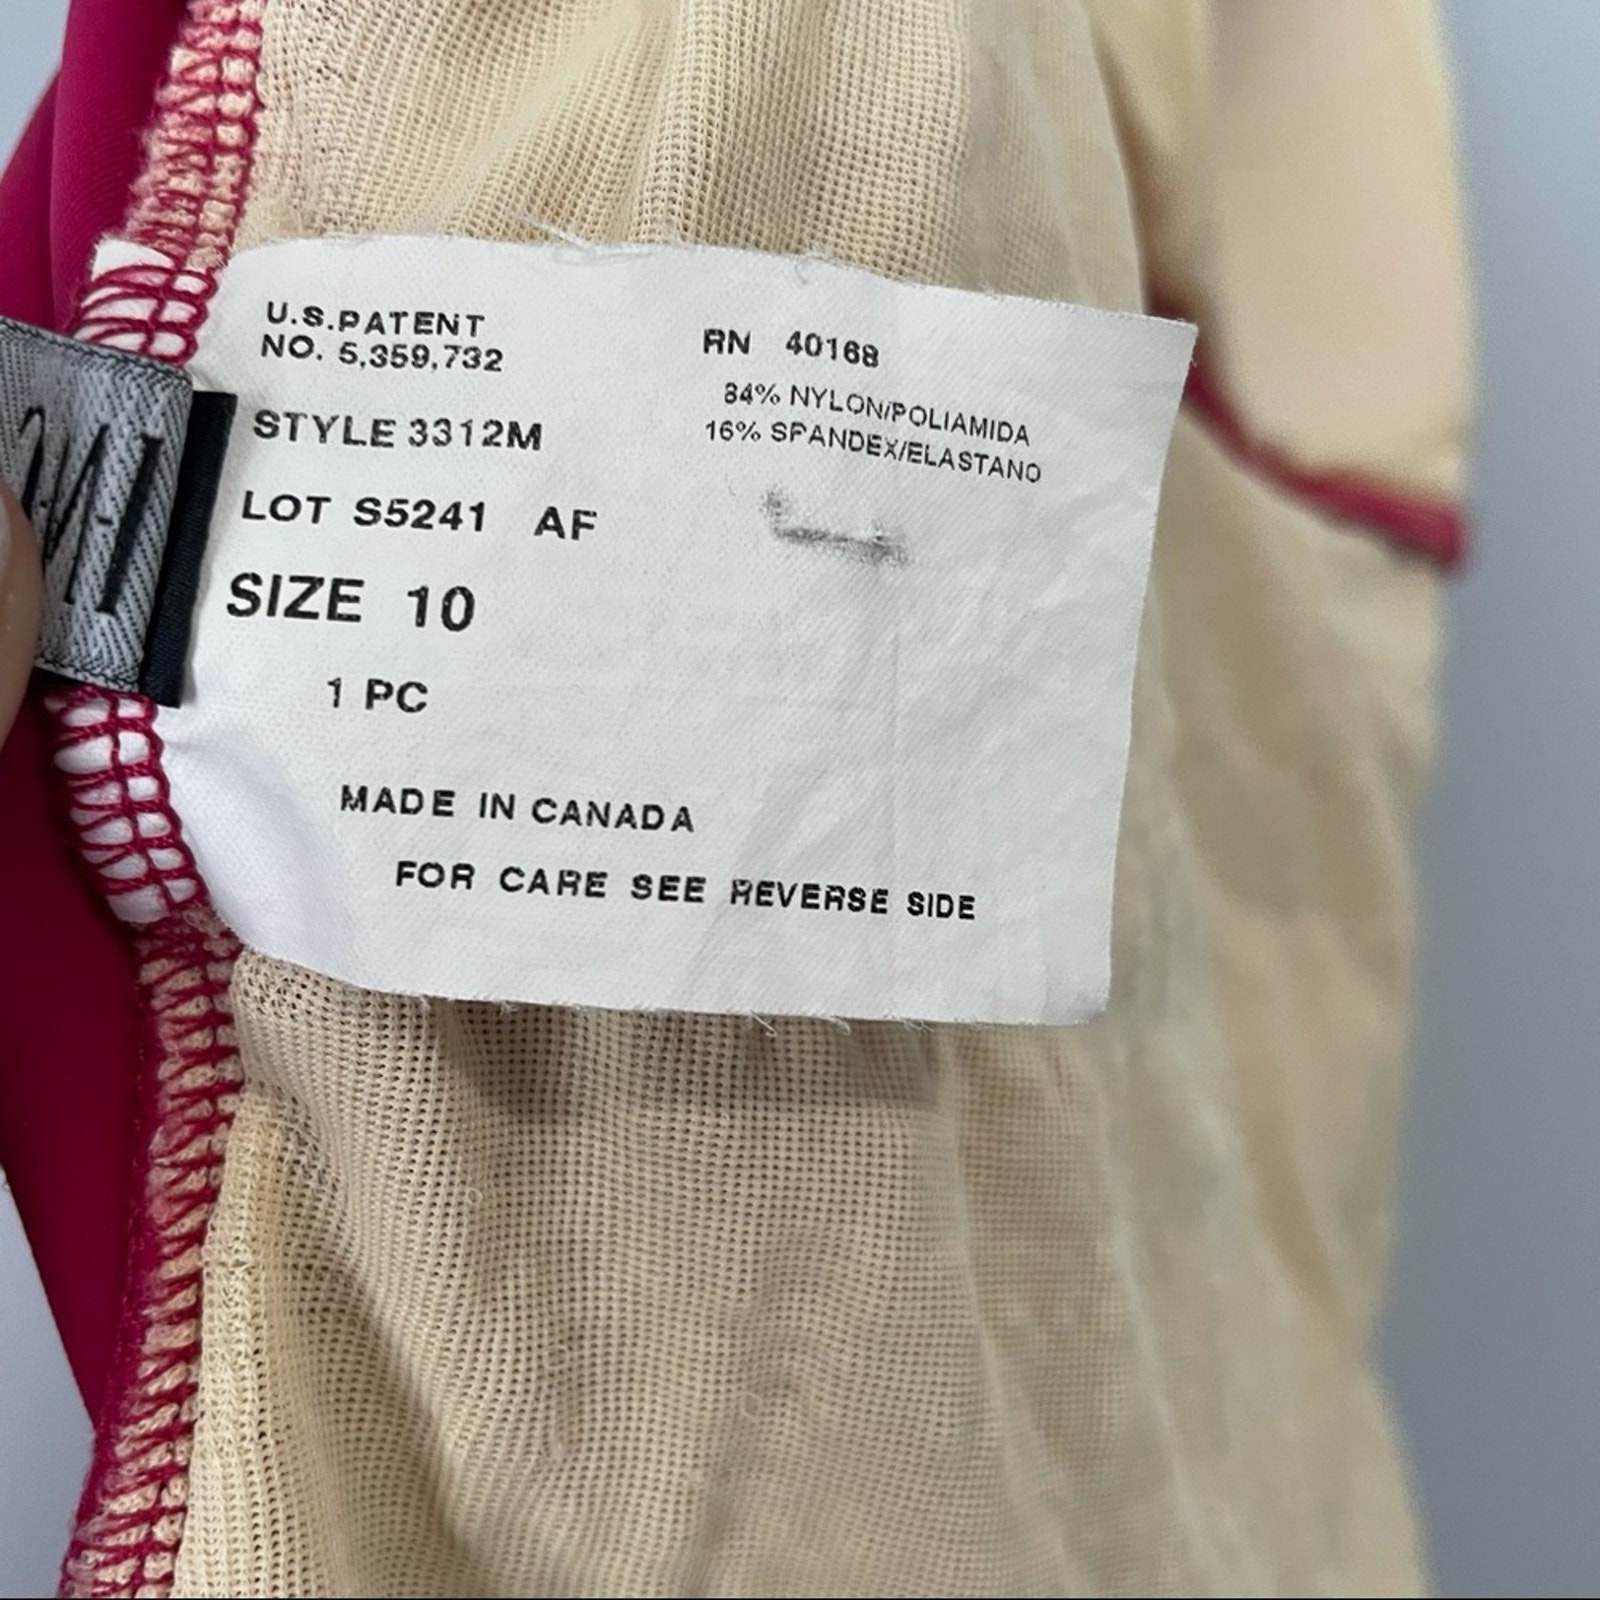 U.S.PATENT
NO. 5,359,732
STYLE 3312M
LOT S5241 AF
SIZE 10
1 PC
RN 40168
84% NYLON/POLIAMIDA
16% SPANDEX/ELASTANO
MADE IN CANADA
FOR CARE SEE REVERSE SIDE